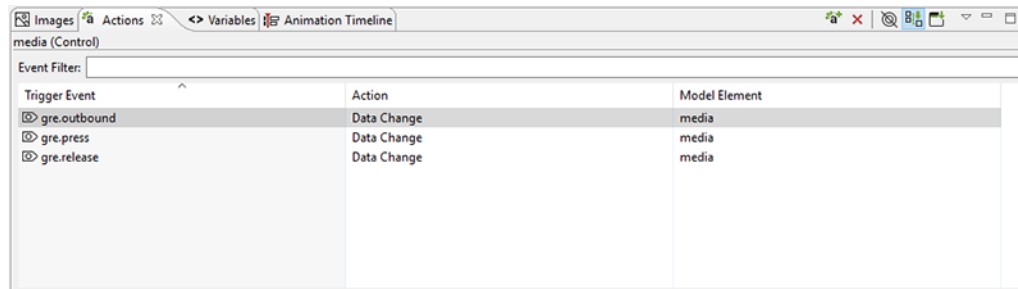 Images Actions <> Variables Animation Timeline
media (Control)
Event Filter:
Trigger Event Action Model Element
gre.outbound Data Change media
gre.press Data Change media
gre.release Data Change media